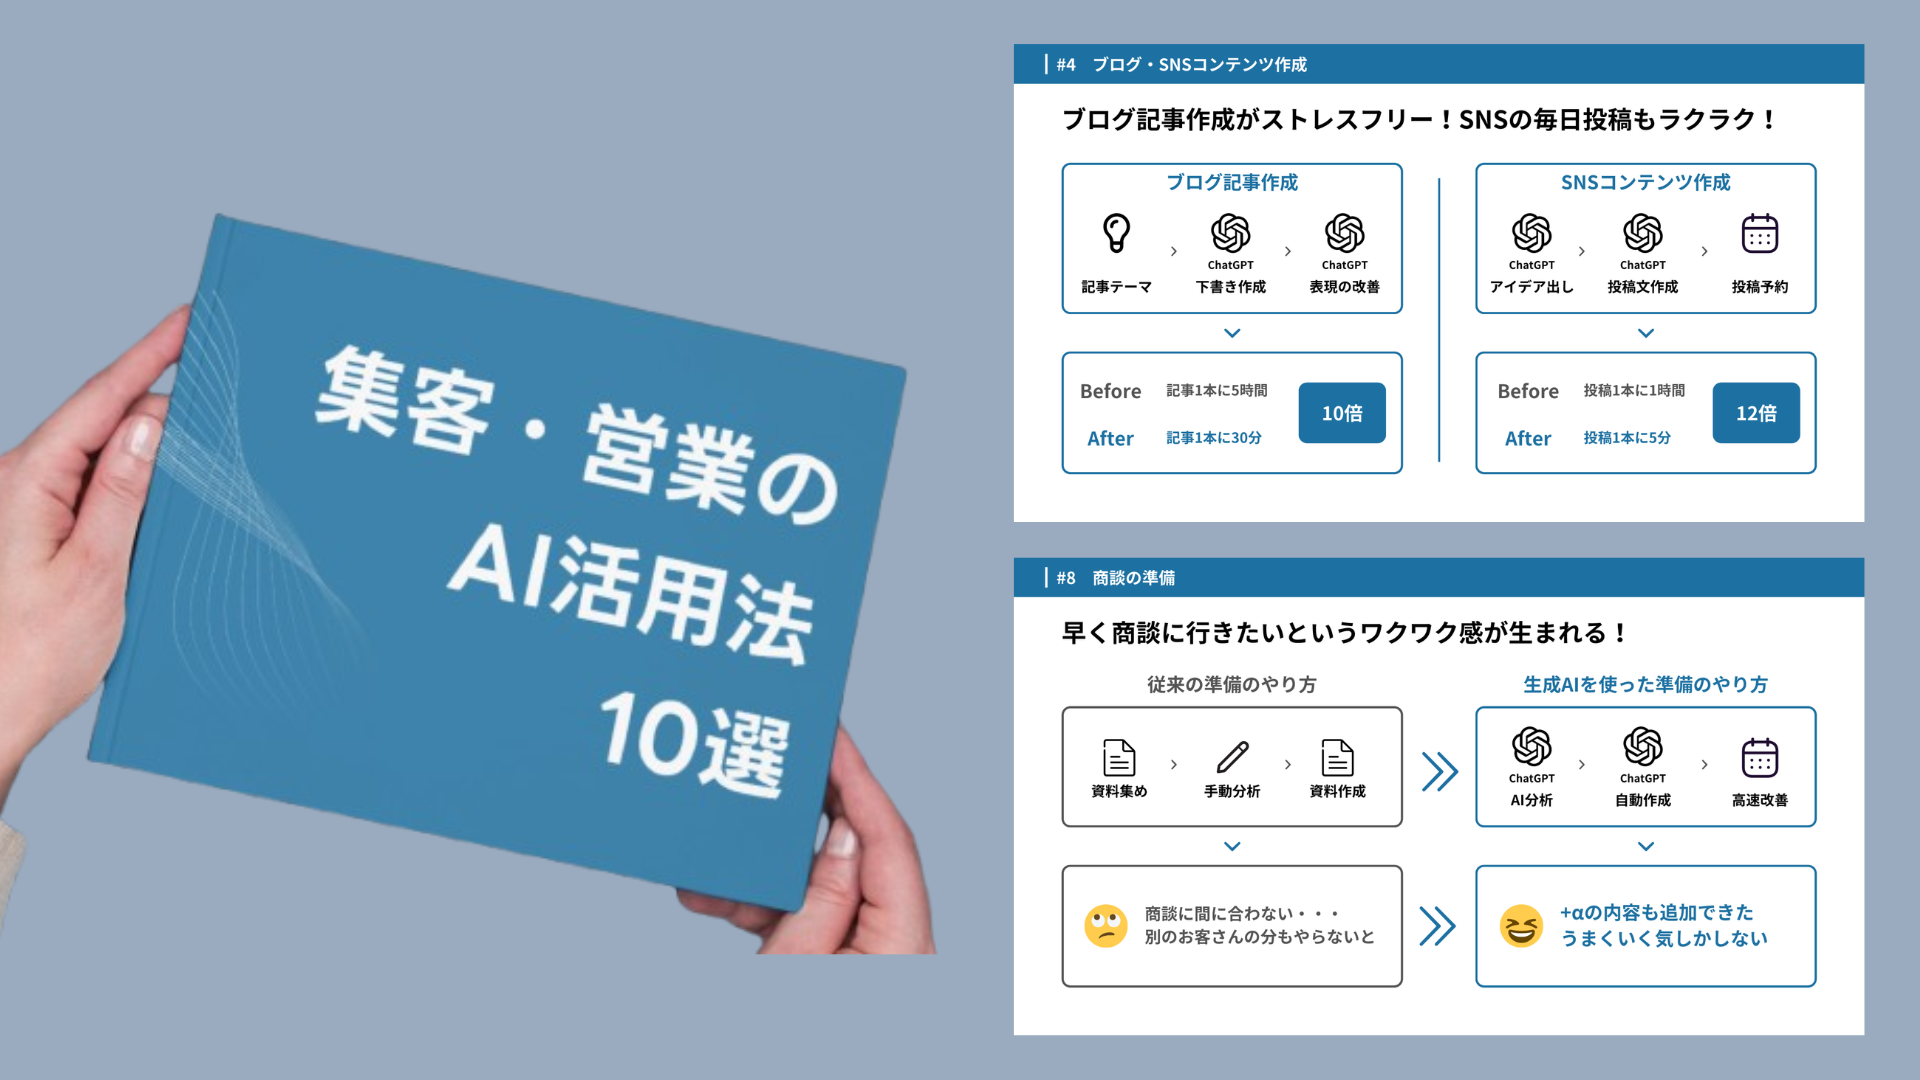 集客・営業の
AI活用法
10選
#4 ブログ・SNSコンテンツ作成
ブログ記事作成がストレスフリー！SNSの毎日投稿もラクラク！
ブログ記事作成
ChatGPT
ChatGPT
記事テーマ
下書き作成
表現の改善
Before
記事1本に5時間
After
記事1本に30分
10倍
SNSコンテンツ作成
ChatGPT
ChatGPT
アイデア出し
投稿文作成
投稿予約
Before
投稿1本に1時間
After
投稿1本に5分
12倍
#8 商談の準備
早く商談に行きたいというワクワク感が生まれる！
従来の準備のやり方
資料集め
手動分析
資料作成
商談に間に合わない・・・
別のお客さんの分もやらないと
生成AIを使った準備のやり方
ChatGPT
ChatGPT
AI分析
自動作成
高速改善
+αの内容も追加できた
うまくいく気しかしない